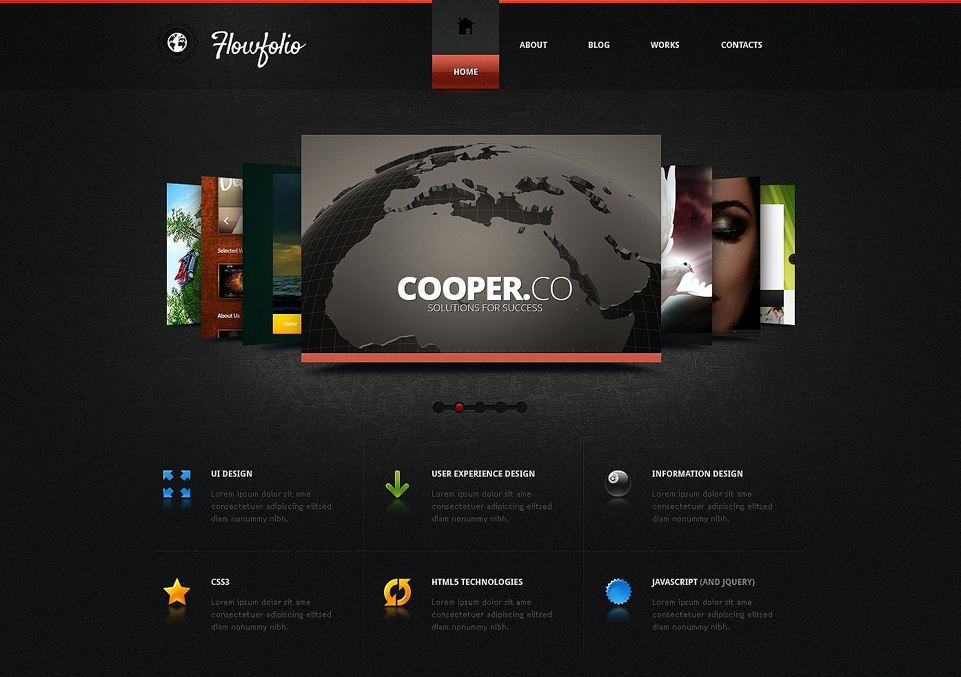 Flowfolio
HOME
ABOUT
BLOG
WORKS
CONTACTS
Selected
About Us
COOPER.CO
SOLUTIONS FOR SUCCESS
UI DESIGN
Lorem ipsum dolor sit ame
consectetuer adipiscing elitsed
diam nonummy nibh.
USER EXPERIENCE DESIGN
Lorem ipsum dolor sit ame
consectetuer adipiscing elitsed
diam nonummy nibh.
INFORMATION DESIGN
Lorem ipsum dolor sit ame
consectetuer adipiscing elitsed
diam nonummy nibh.
CSS3
Lorem ipsum dolor sit ame
consectetuer adipiscing elitsed
diam nonummy nibh.
HTML5 TECHNOLOGIES
Lorem ipsum dolor sit ame
consectetuer adipiscing elitsed
diam nonummy nibh.
JAVASCRIPT (AND JQUERY)
Lorem ipsum dolor sit ame
consectetuer adipiscing elitsed
diam nonummy nibh.